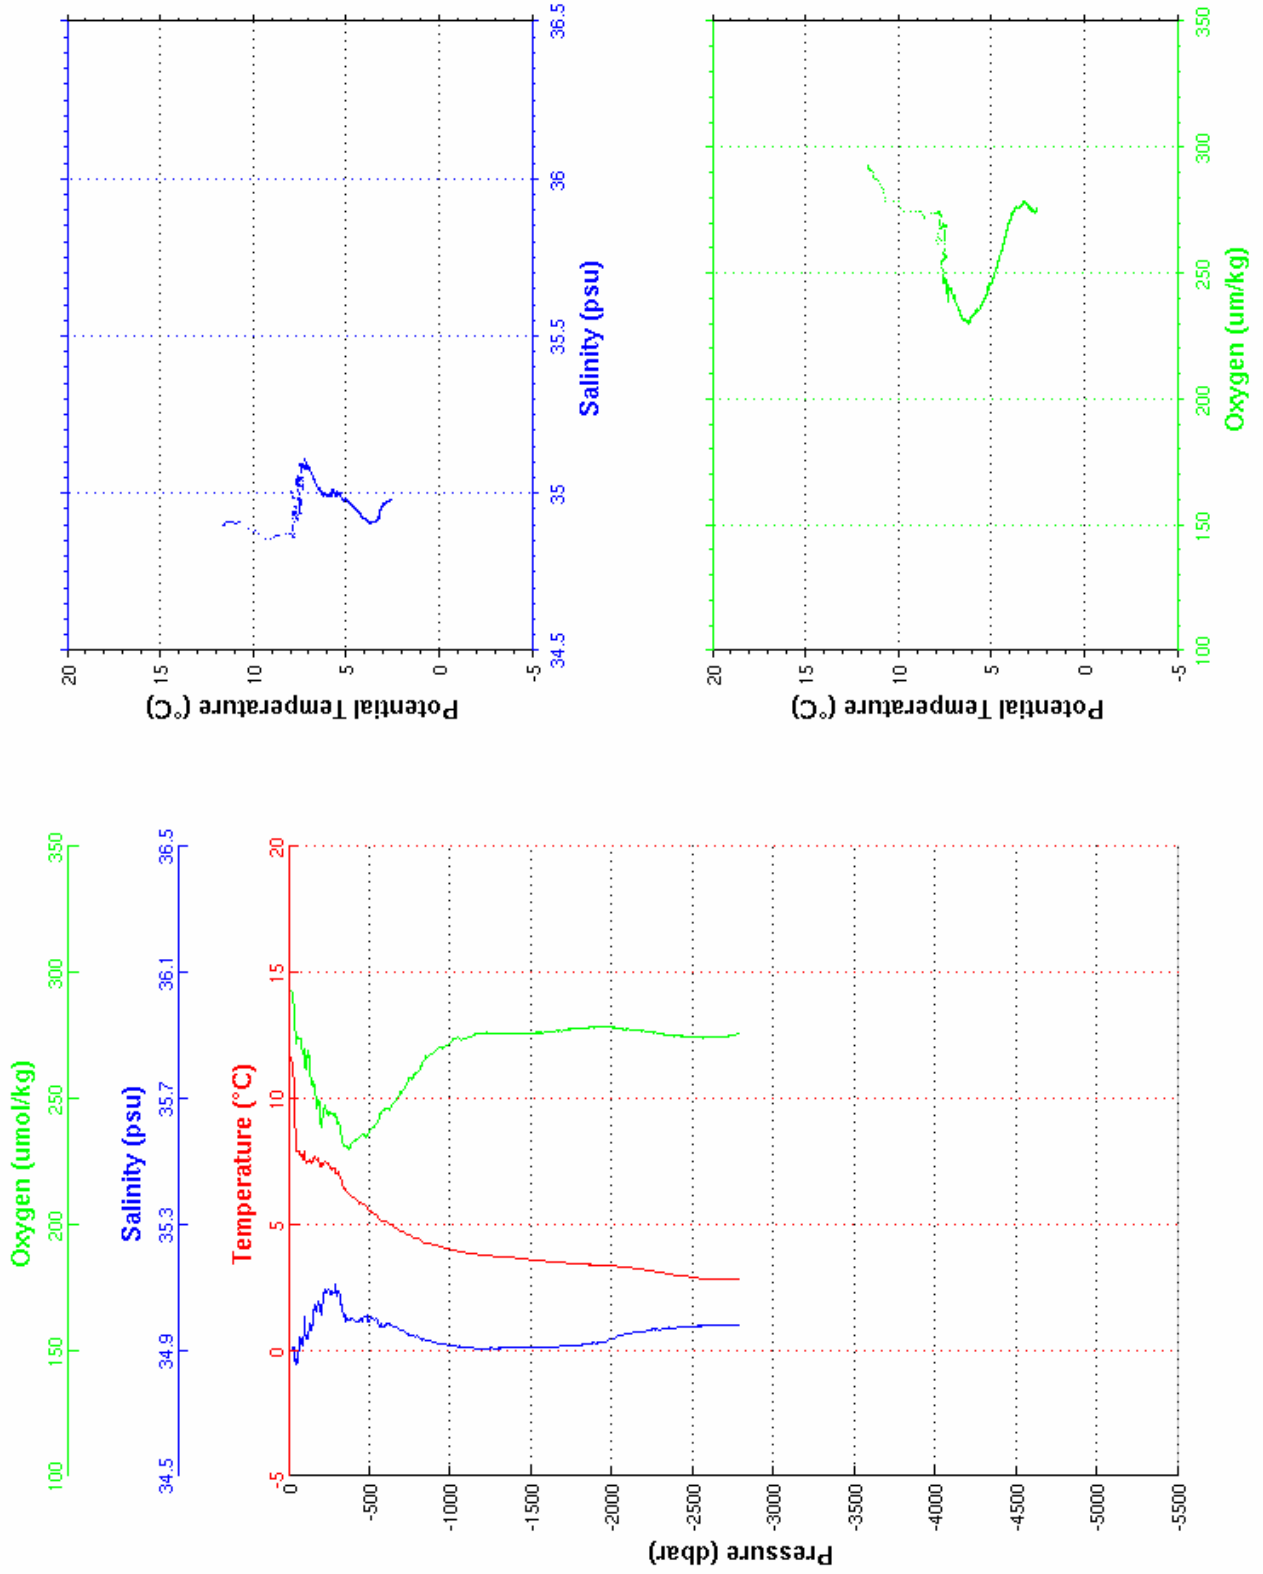 Oxygen (umol/kg)
100 150 200 250 300 350
Salinity (psu)
34.5 34.9 35.3 35.7 36.1 36.5
Temperature (°C)
-5 0 5 10 15 20
0
-500
-1000
-1500
-2000
-2500
-3000
-3500
-4000
-4500
-5000
-5500
Pressure (dbar)
20
15
10
5
0
-5
Potential Temperature (°C)
34.5 35 35.5 36 36.5
Salinity (psu)
20
15
10
5
0
-5
Potential Temperature (°C)
100 150 200 250 300 350
Oxygen (um/kg)